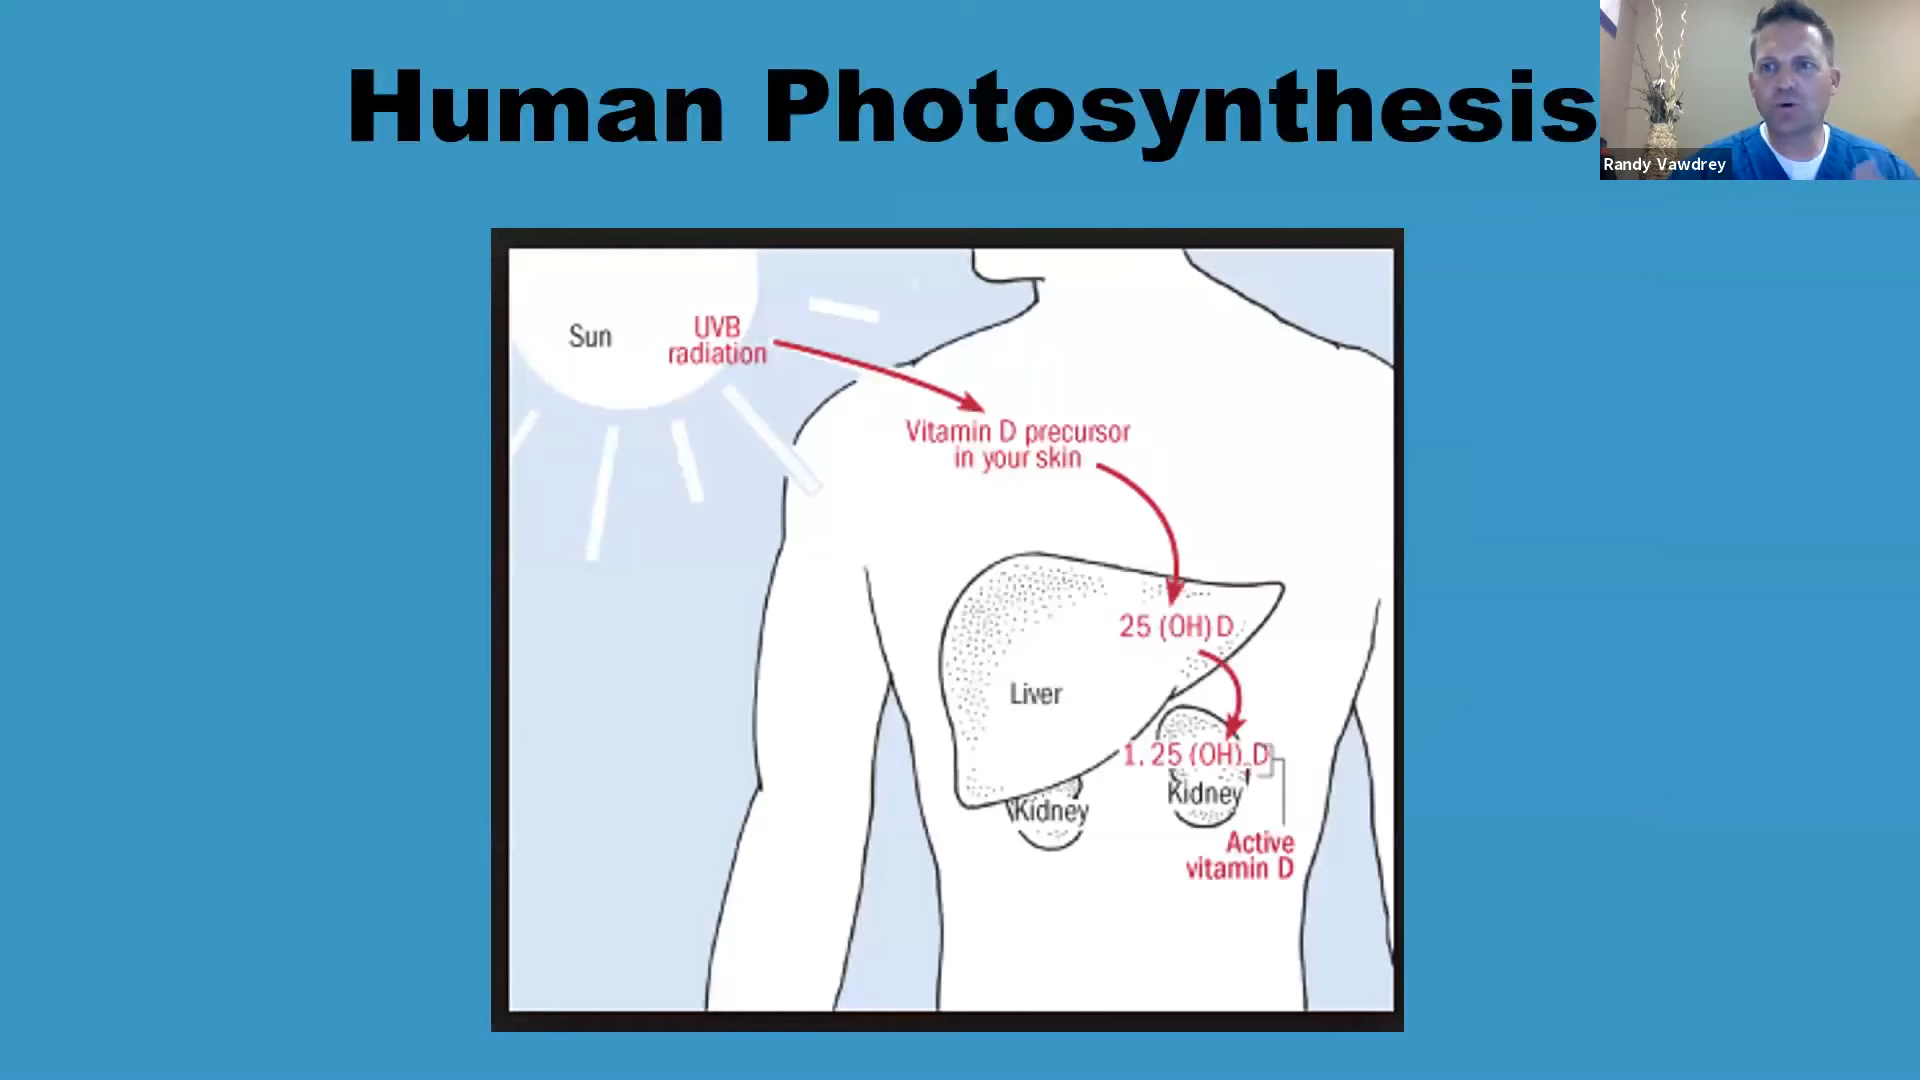 Human Photosynthesis
Randy Vawdrey
Sun
UVB
radiation
Vitamin D precursor
in your skin
25 (OH) D
Liver
1. 25 (OH) D
Kidney
Kidney
Active
vitamin D